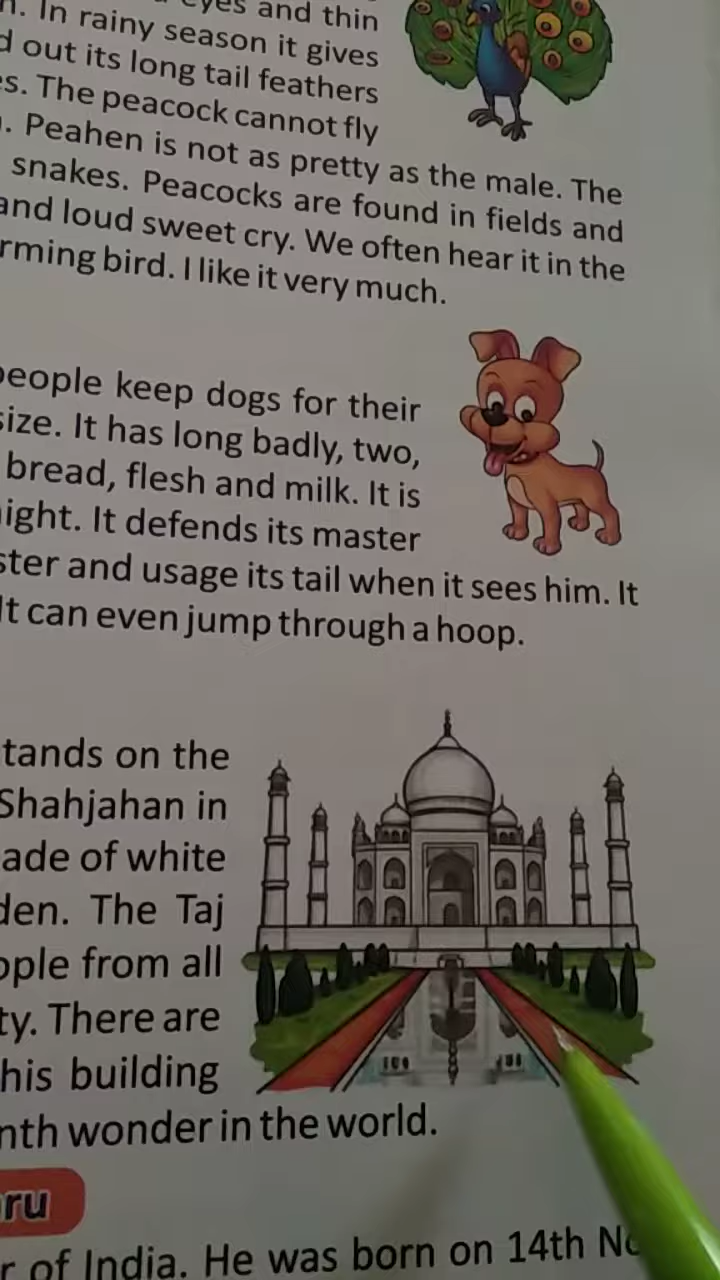 In rainy season it gives
out its long tail feathers
The peacock cannot fly
Peahen is not as pretty as the male. The
snakes. Peacocks are found in fields and
and loud sweet cry. We often hear it in the
rming bird. I like it very much.
people keep dogs for their
size. It has long badly, two,
bread, flesh and milk. It is
ight. It defends its master
ster and usage its tail when it sees him. It
It can even jump through a hoop.
tands on the
Shahjahan in
ade of white
den. The Taj
ople from all
ty. There are
his building
nth wonder in the world.
ru
r of India. He was born on 14th